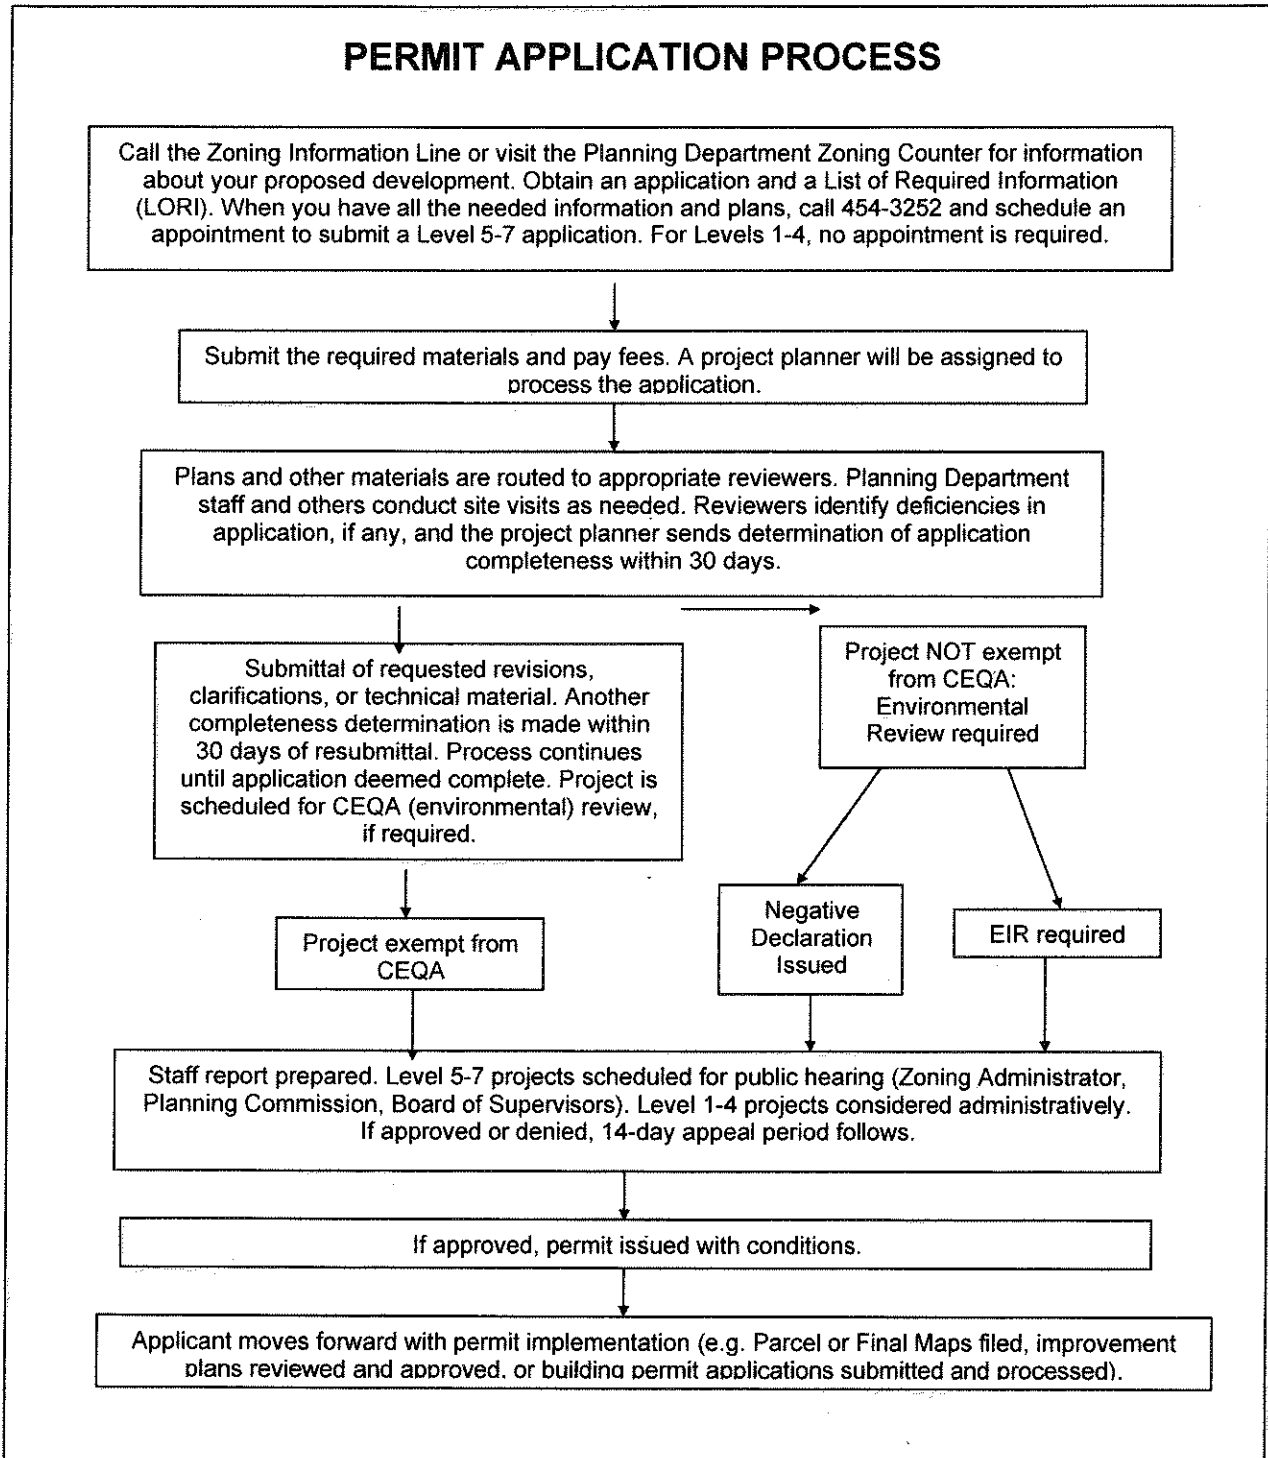 PERMIT APPLICATION PROCESS
Call the Zoning Information Line or visit the Planning Department Zoning Counter for information
about your proposed development. Obtain an application and a List of Required Information
(LORI). When you have all the needed information and plans, call 454-3252 and schedule an
appointment to submit a Level 5-7 application. For Levels 1-4, no appointment is required.
Submit the required materials and pay fees. A project planner will be assigned to
process the application.
Plans and other materials are routed to appropriate reviewers. Planning Department
staff and others conduct site visits as needed. Reviewers identify deficiencies in
application, if any, and the project planner sends determination of application
completeness within 30 days.
Submittal of requested revisions,
clarifications, or technical material. Another
completeness determination is made within
30 days of resubmittal. Process continues
until application deemed complete. Project is
scheduled for CEQA (environmental) review,
if required.
Project NOT exempt
from CEQA:
Environmental
Review required
Project exempt from
CEQA
Negative
Declaration
Issued
EIR required
Staff report prepared. Level 5-7 projects scheduled for public hearing (Zoning Administrator,
Planning Commission, Board of Supervisors). Level 1-4 projects considered administratively.
If approved or denied, 14-day appeal period follows.
If approved, permit issued with conditions.
Applicant moves forward with permit implementation (e.g. Parcel or Final Maps filed, improvement
plans reviewed and approved, or building permit applications submitted and processed).